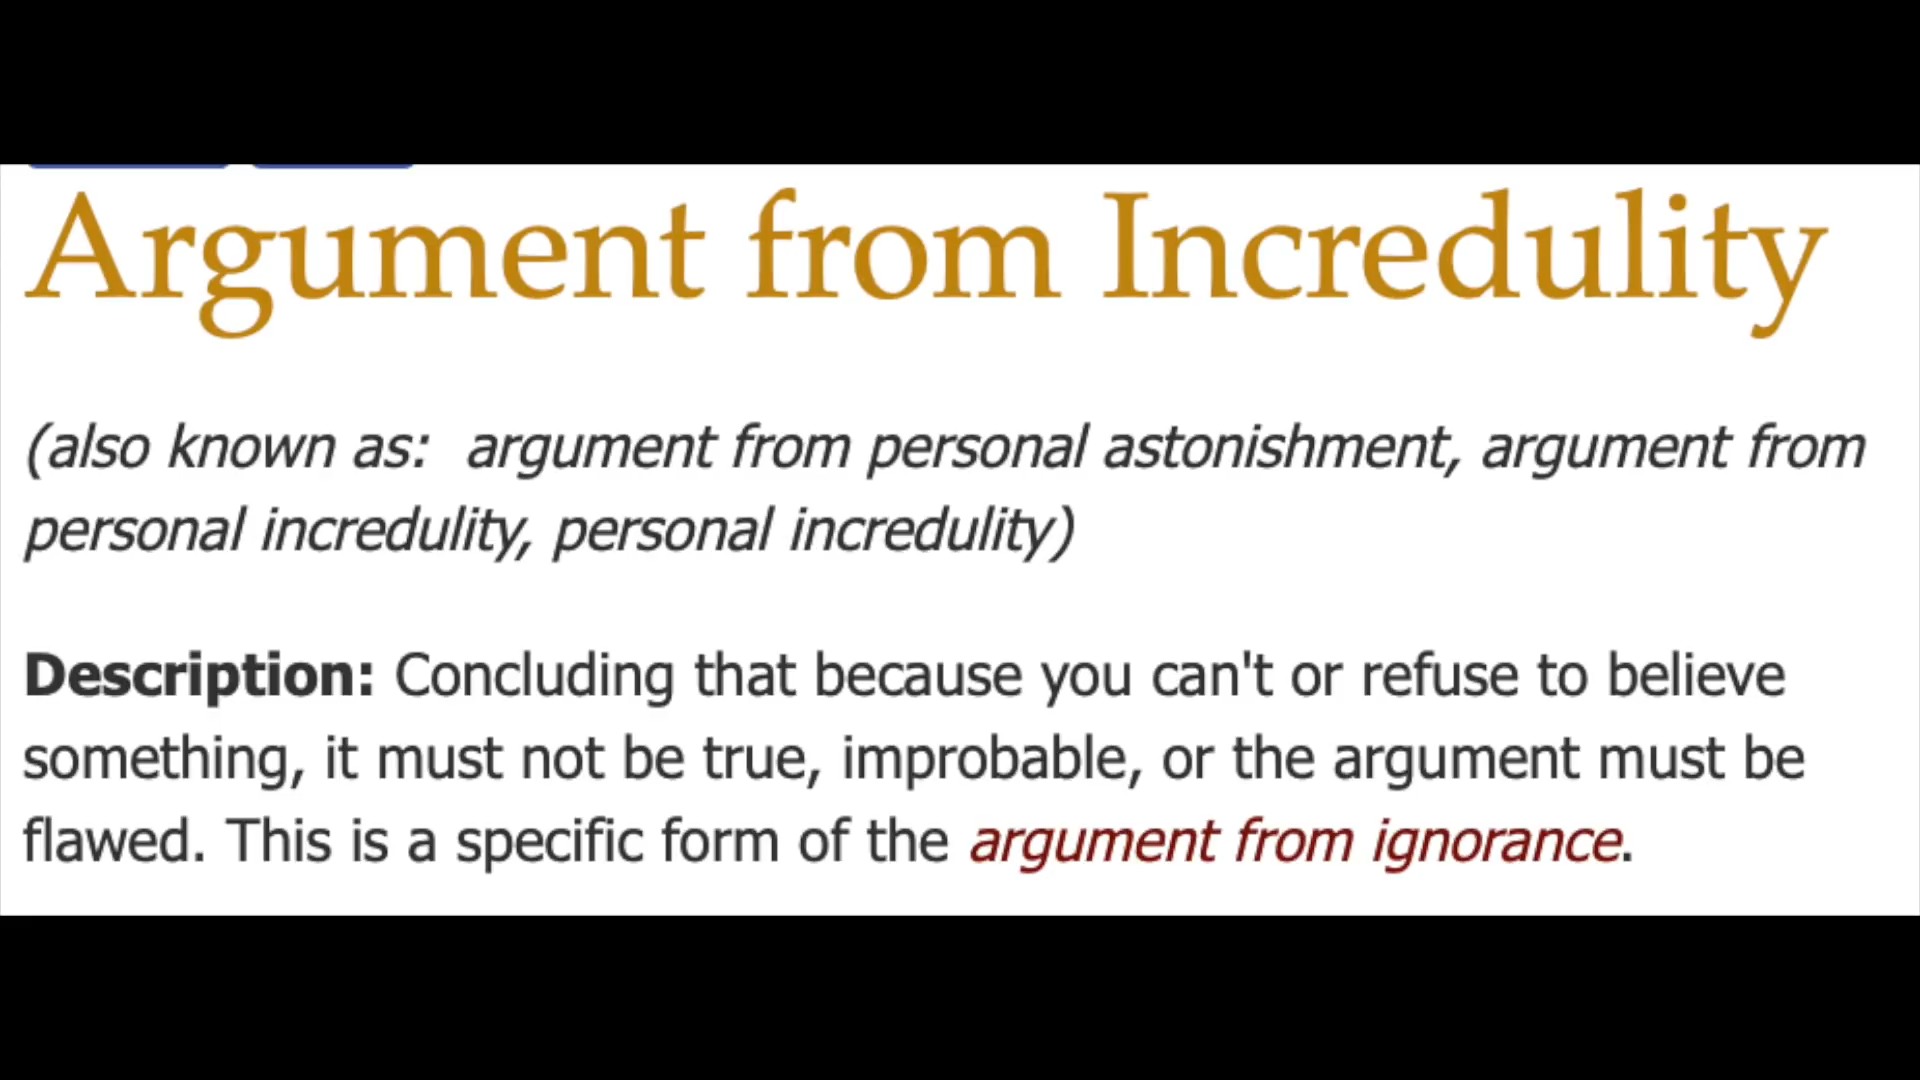 Argument from Incredulity
(also known as:  argument from personal astonishment, argument from
personal incredulity, personal incredulity)
Description: Concluding that because you can't or refuse to believe
something, it must not be true, improbable, or the argument must be
flawed. This is a specific form of the argument from ignorance.